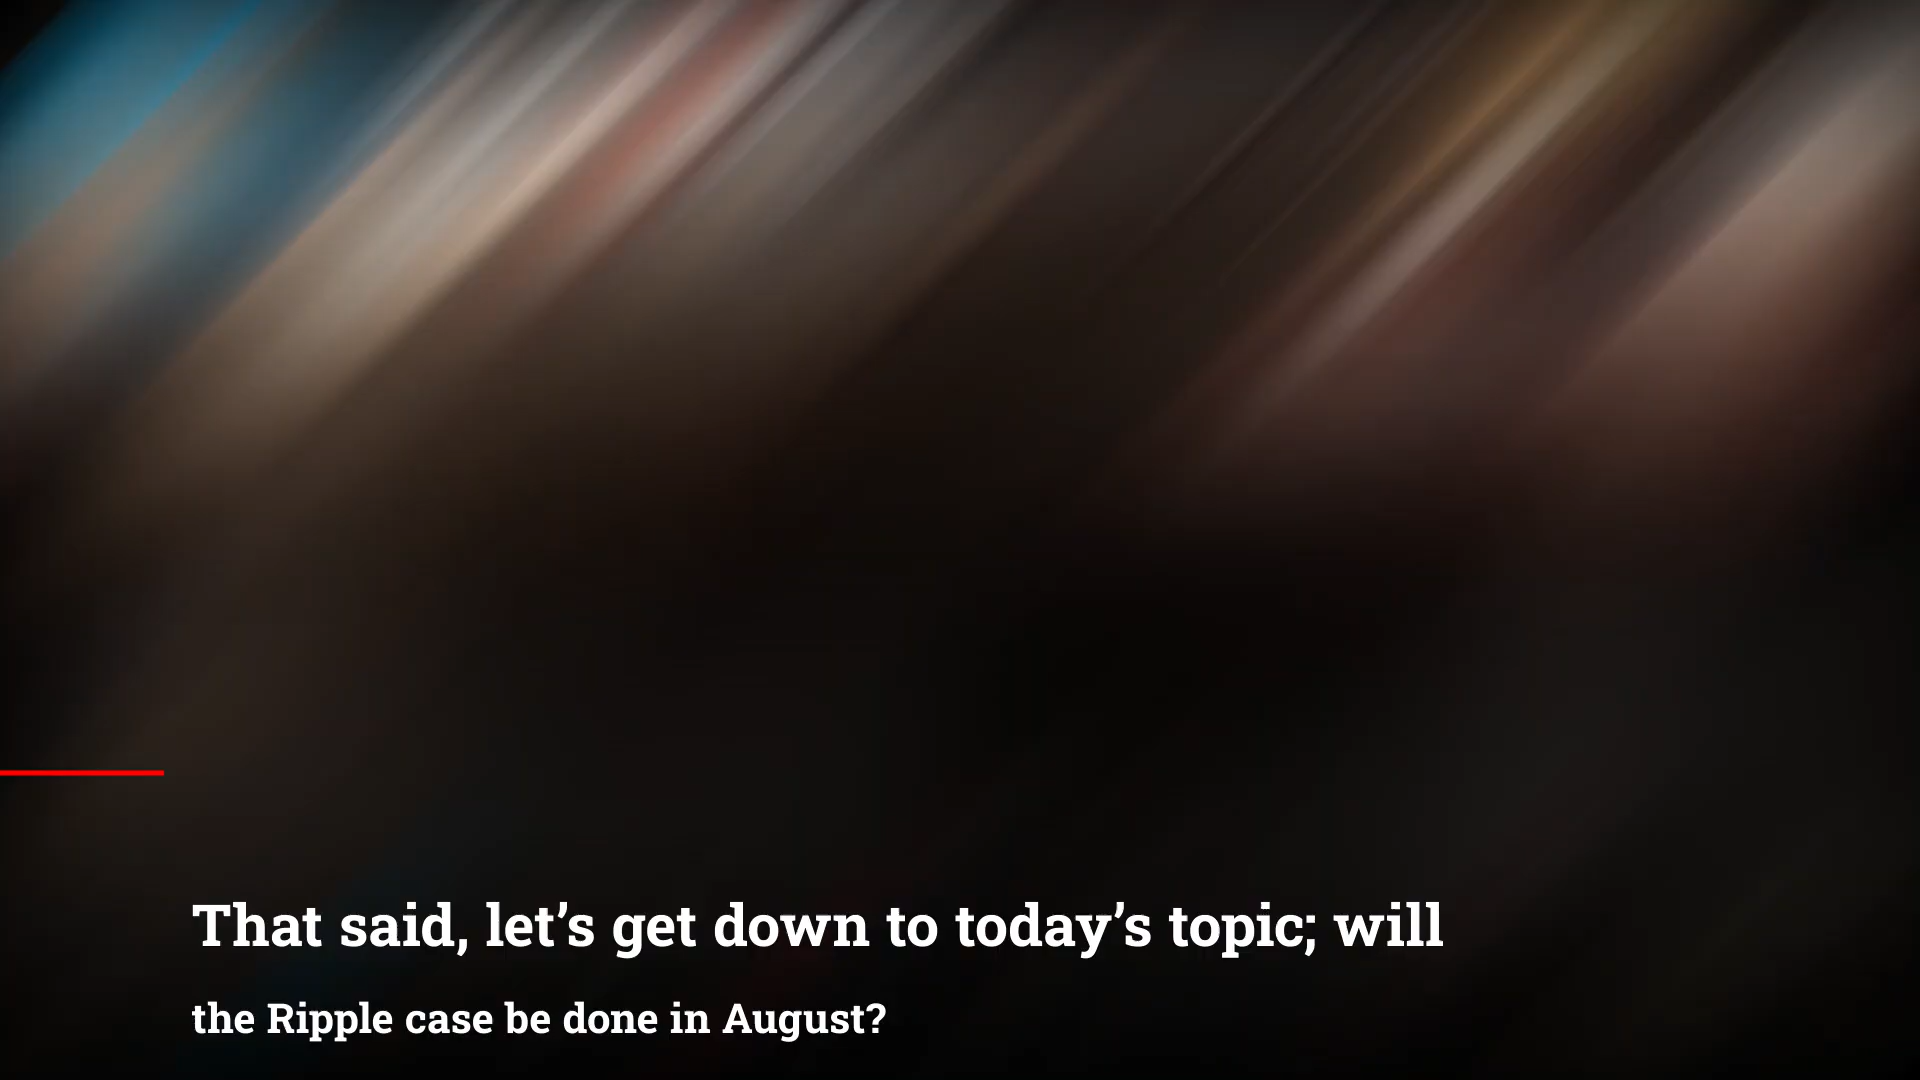 That said, let’s get down to today’s topic; will
the Ripple case be done in August?